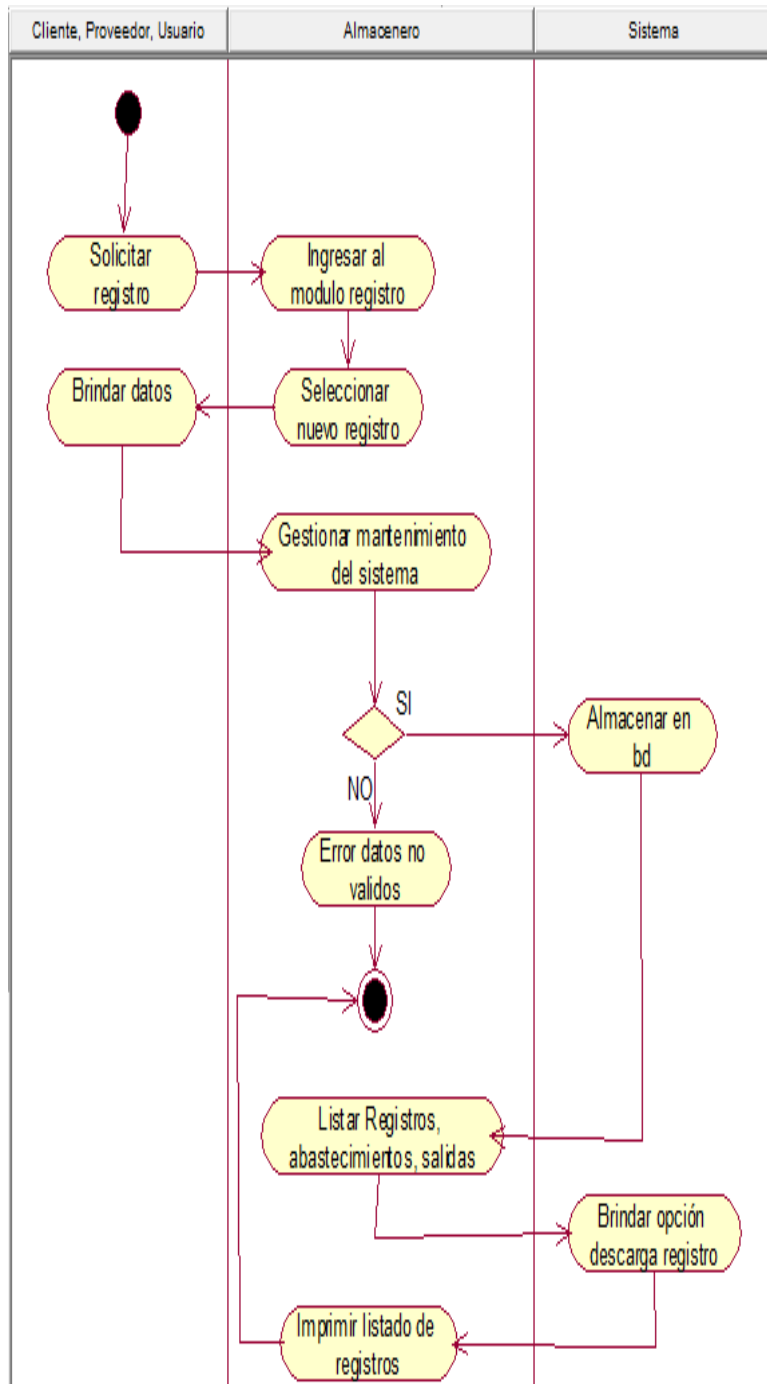 Cliente, Proveedor, Usuario
Almacenero
Sistema
Solicitar
registro
Ingresar al
modulo registro
Brindar datos
Seleccionar
nuevo registro
Gestionar mantenimiento
del sistema
SI
Almacenar en
bd
NO
Error datos no
validos
Listar Registros,
abastecimientos, salidas
Brindar opción
descarga registro
Imprimir listado de
registros